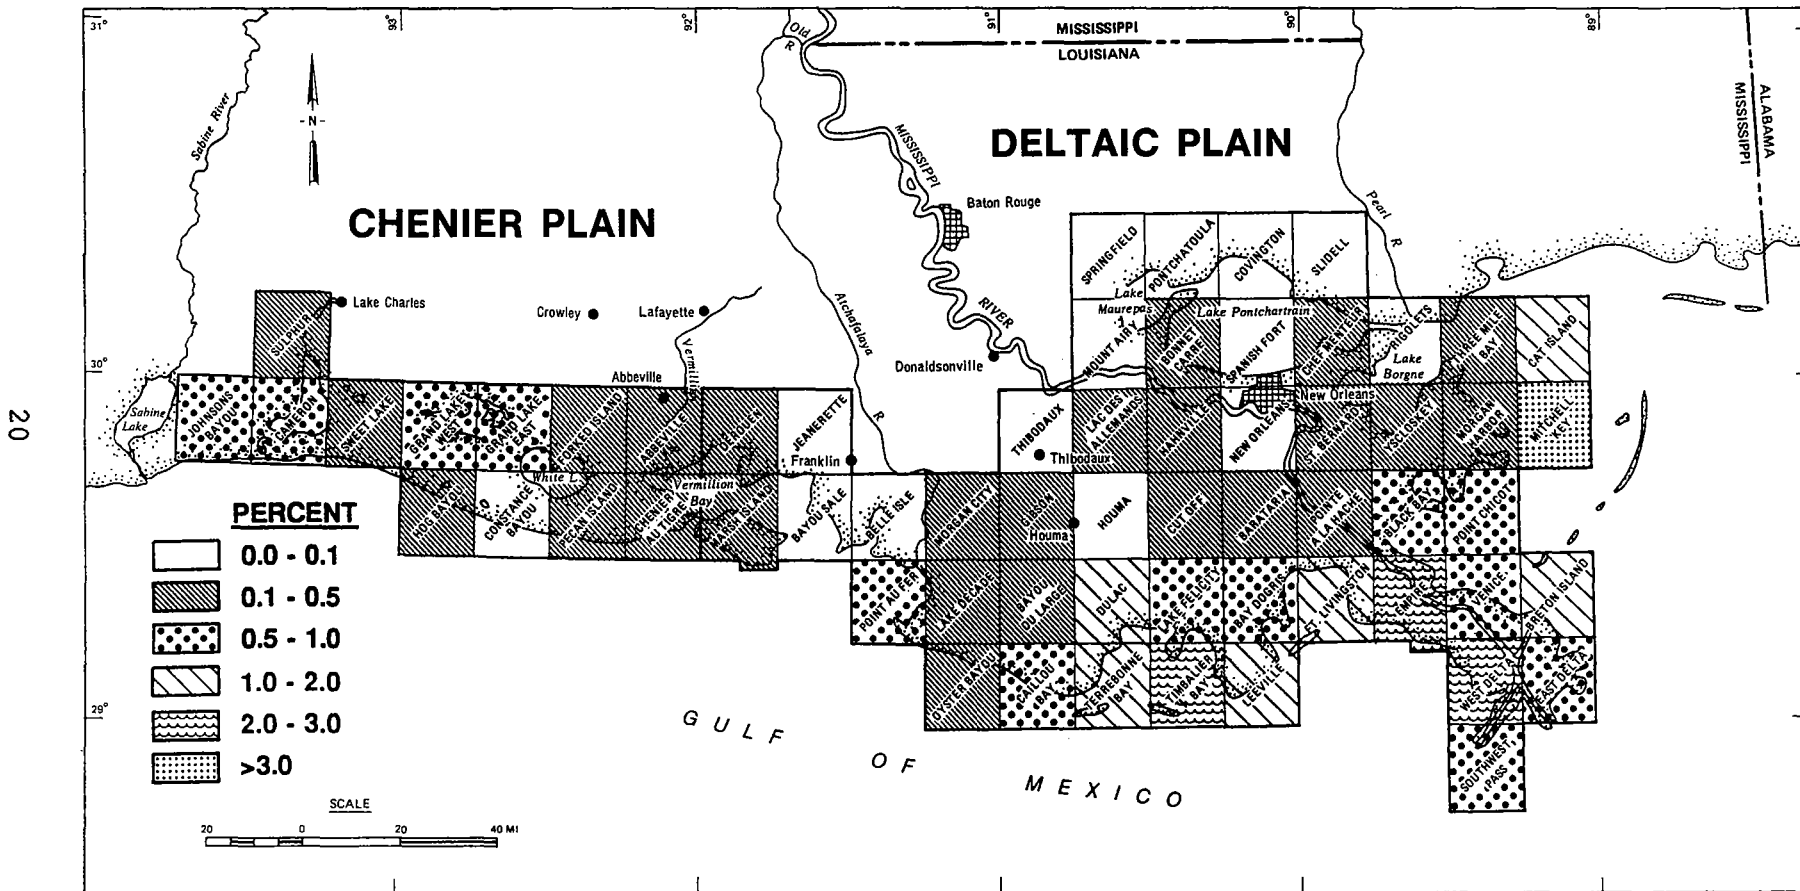 31°
93°
92°
91°
90°
89°
MISSISSIPPI
LOUISIANA
ALABAMA
MISSISSIPPI
Old
R
Sabine River
- N -
MISSISSIPPI
RIVER
DELTAIC PLAIN
Baton Rouge
Pearl R
CHENIER PLAIN
SPRINGFIELD
PONTCHATOULA
COVINGTON
SLIDELL
Lake Charles
Crowley
Lafayette
Atchafalaya
R
Vermilion
Donaldsonville
Lake
Maurepas
Lake Pontchartrain
SULPHUR
MOUNT AIRY
BONNET
CARRE
SPANISH FORT
CHEF MENTEUR
RIGOLETS
THREE MILE
BAY
CAT ISLAND
Lake
Borgne
30°
Abbeville
Sabine
Lake
JOHNSONS
BAYOU
CAMERON
SWEET LAKE
GRAND LAKE
WEST
GRAND LAKE
EAST
FORKED ISLAND
ABBEVILLE
JEANERETTE
Franklin
THIBODAUX
Thibodaux
LAC DES
ALLEMANDS
HAHNVILLE
NEW ORLEANS
New Orleans
ST. BERNARD
YSCLOSKEY
MORGAN
HARBOR
MITCHELL
KEY
White L.
Vermillion
Bay
HOG BAYOU
CONSTANCE
BAYOU
PECAN ISLAND
CHENIERE
AU TIGRE
MARSH ISLAND
BAYOU SALE
BELLE ISLE
MORGAN CITY
GIBSON
Houma
HOUMA
CUT OFF
BARATARIA
POINTE
A LA HACHE
BLACK BAY
POINT CHICOT
POINT AU FER
LAKE DECADE
BAYOU
DU LARGE
DULAC
LAKE FELICITY
BAY DOGRIS
FT. LIVINGSTON
EMPIRE
VENICE
BRETON ISLAND
OYSTER BAYOU
CAILLOU
BAY
TERREBONNE
BAY
TIMBALIER
BAY
LEEVILLE
WEST DELTA
EAST DELTA
SOUTHWEST
PASS
29°
PERCENT
0.0 - 0.1
0.1 - 0.5
0.5 - 1.0
1.0 - 2.0
2.0 - 3.0
>3.0
GULF
OF
MEXICO
SCALE
20 0 20 40 MI
20